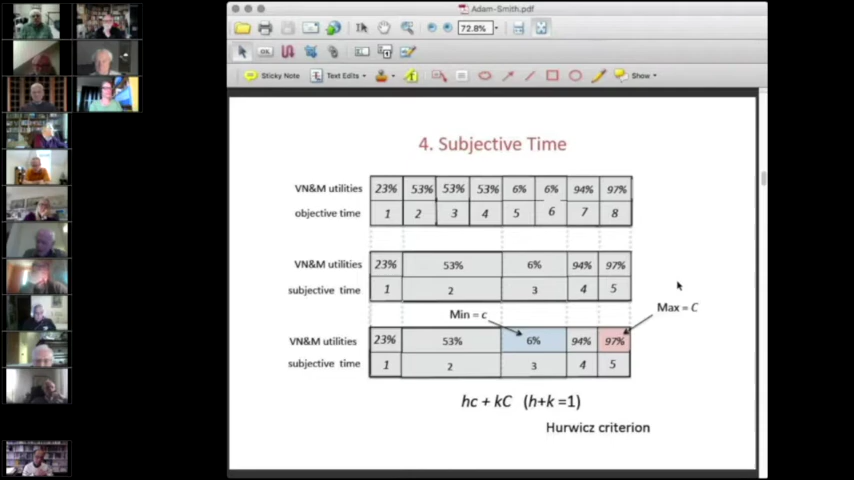 Adam-Smith.pdf
72.8%
OK
Sticky Note
Text Edits
Show
4. Subjective Time
VN&M utilities 23% 53% 53% 53% 6% 6% 94% 97%
objective time 1 2 3 4 5 6 7 8
VN&M utilities 23% 53% 6% 94% 97%
subjective time 1 2 3 4 5
Min = c
Max = C
VN&M utilities 23% 53% 6% 94% 97%
subjective time 1 2 3 4 5
hc + kC (h+k =1)
Hurwicz criterion